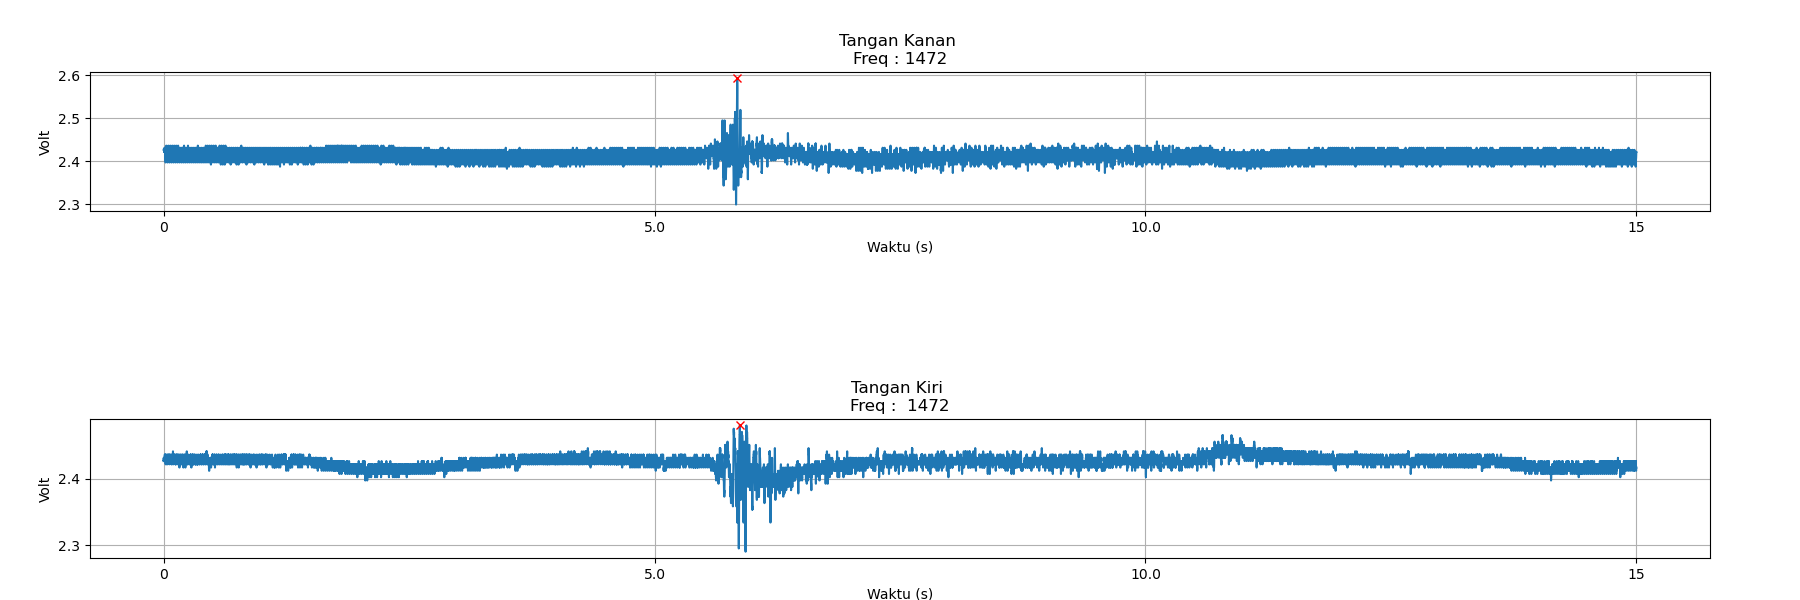 Tangan Kanan
Freq : 1472
2.6
2.5
2.4
2.3
Volt
0 5.0 10.0 15
Waktu (s)
Tangan Kiri
Freq :  1472
2.4
2.3
Volt
0 5.0 10.0 15
Waktu (s)